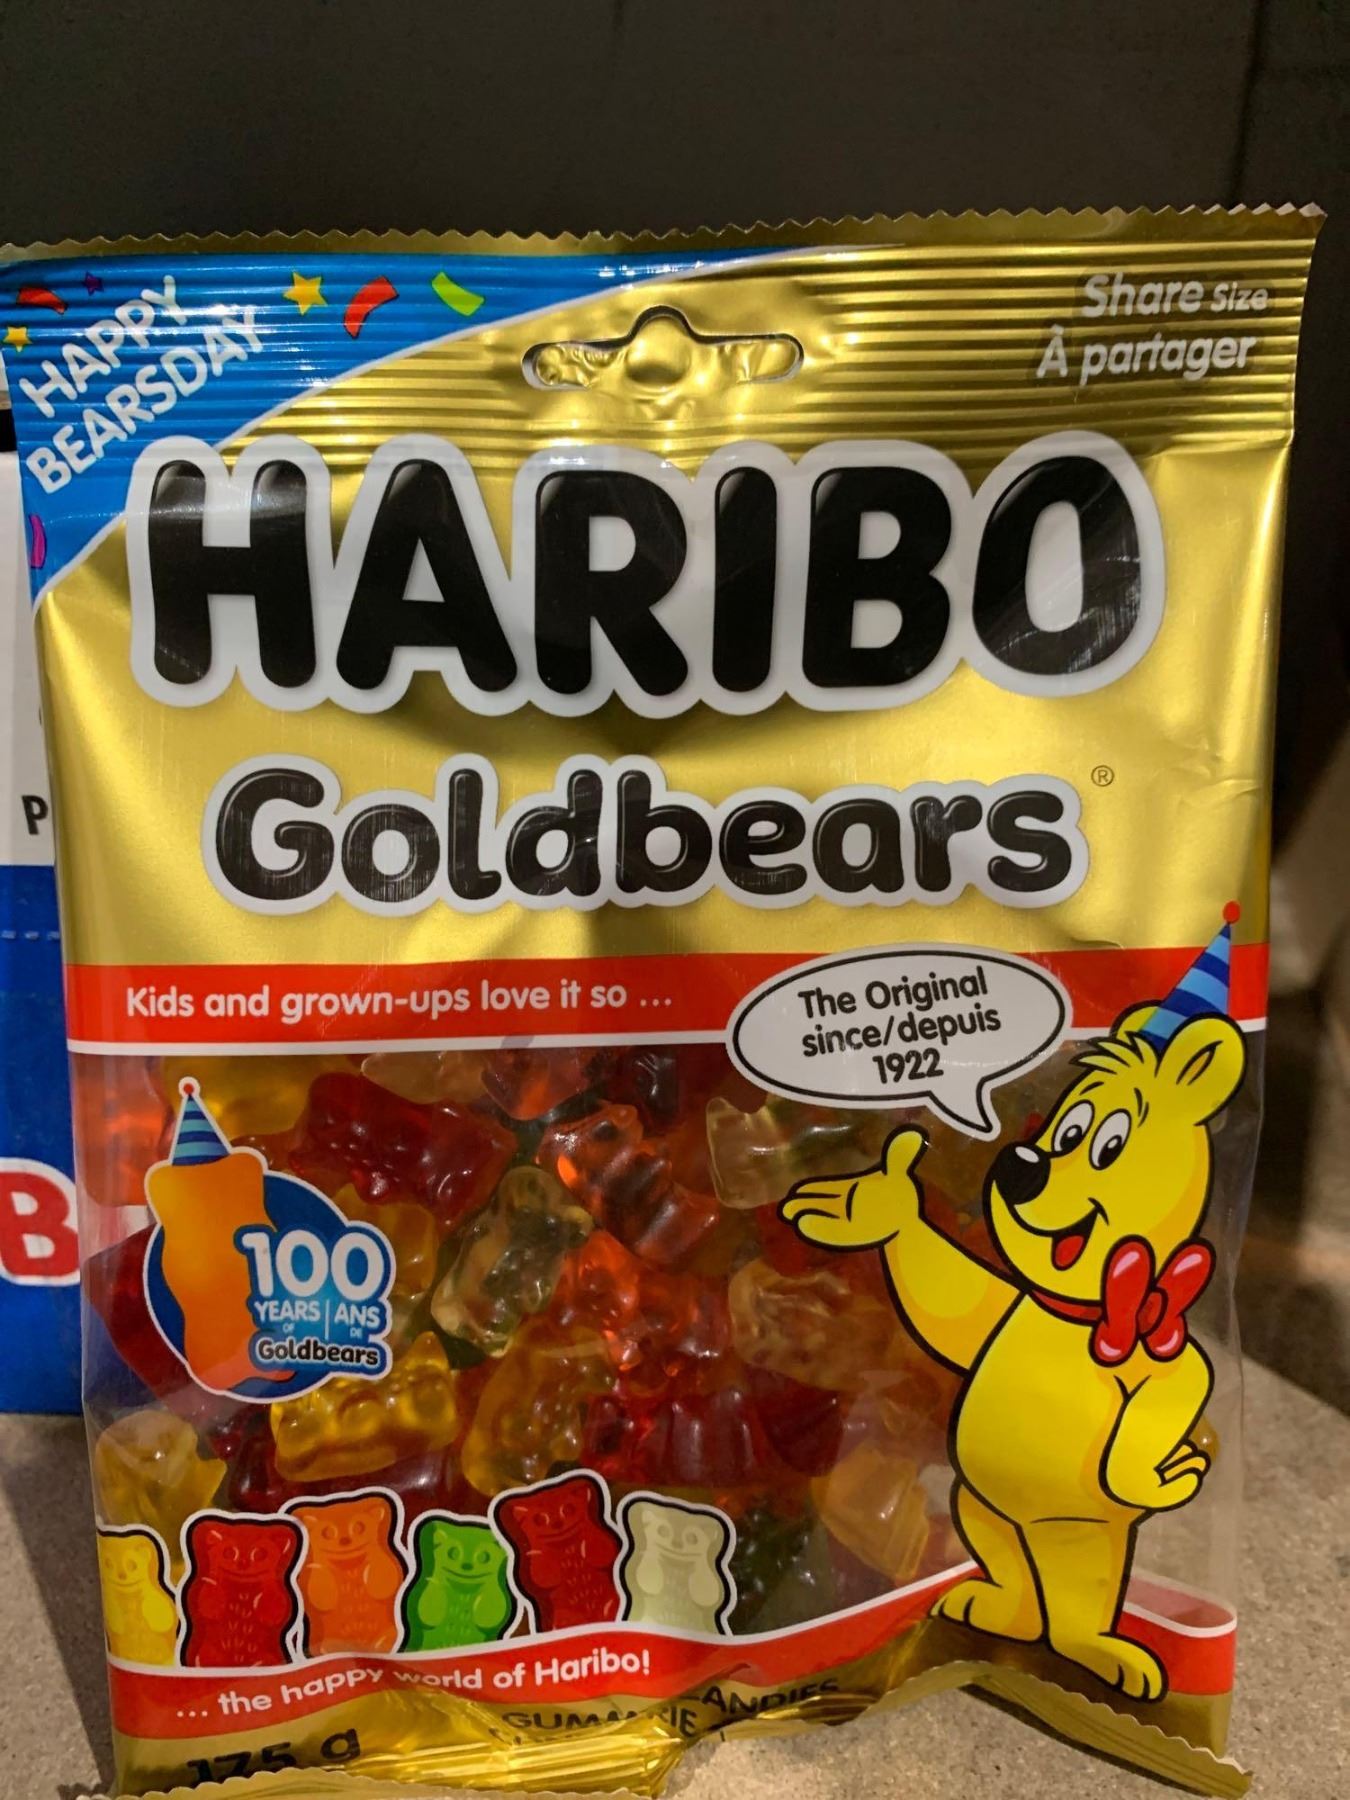 HAPPY
BEARSDAY
Share Size
À partager
HARIBO
Goldbears®
Kids and grown-ups love it so ...
The Original
since/depuis
1922
100
YEARS | ANS
OF DE
Goldbears
... the happy world of Haribo!
175 g
P
B